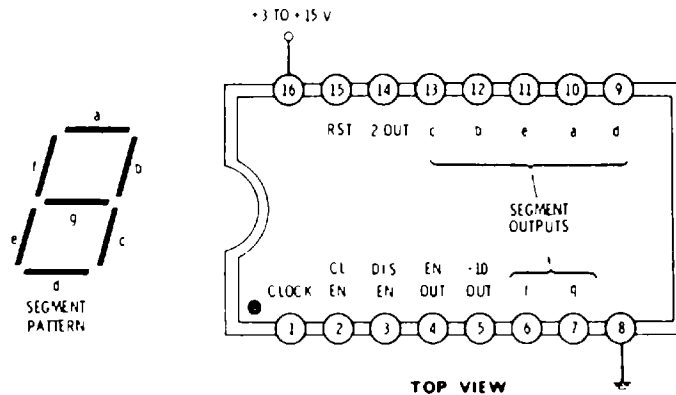 +3 TO +15 V
16 15 14 13 12 11 10 9
RST 2 OUT c b e a d
SEGMENT
OUTPUTS
a
f b
g
e c
d
SEGMENT
PATTERN
CL DIS EN ÷10
CLOCK EN EN OUT OUT f g
1 2 3 4 5 6 7 8
TOP VIEW